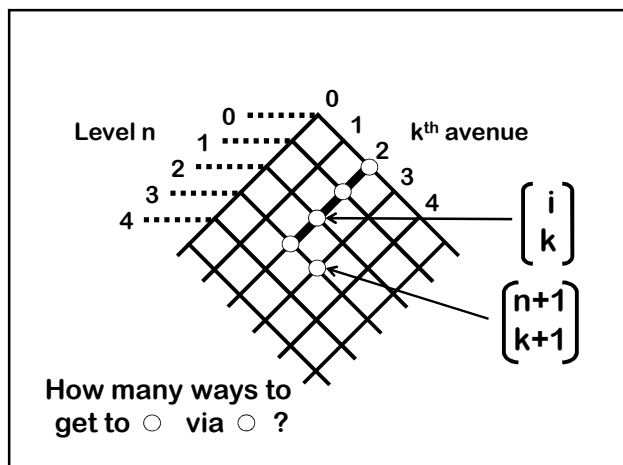 0
0
Level n
1
1
kth avenue
2
2
3
3
4
4
i
k
n+1
k+1
How many ways to
get to via ?